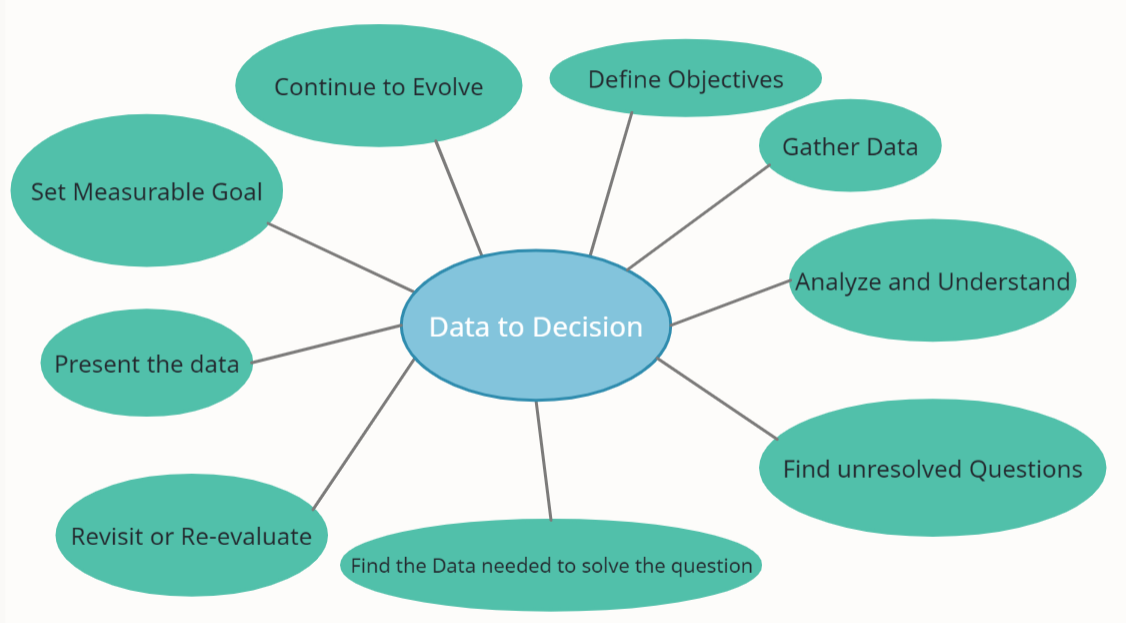 Continue to Evolve
Define Objectives
Gather Data
Set Measurable Goal
Analyze and Understand
Data to Decision
Present the data
Find unresolved Questions
Revisit or Re-evaluate
Find the Data needed to solve the question